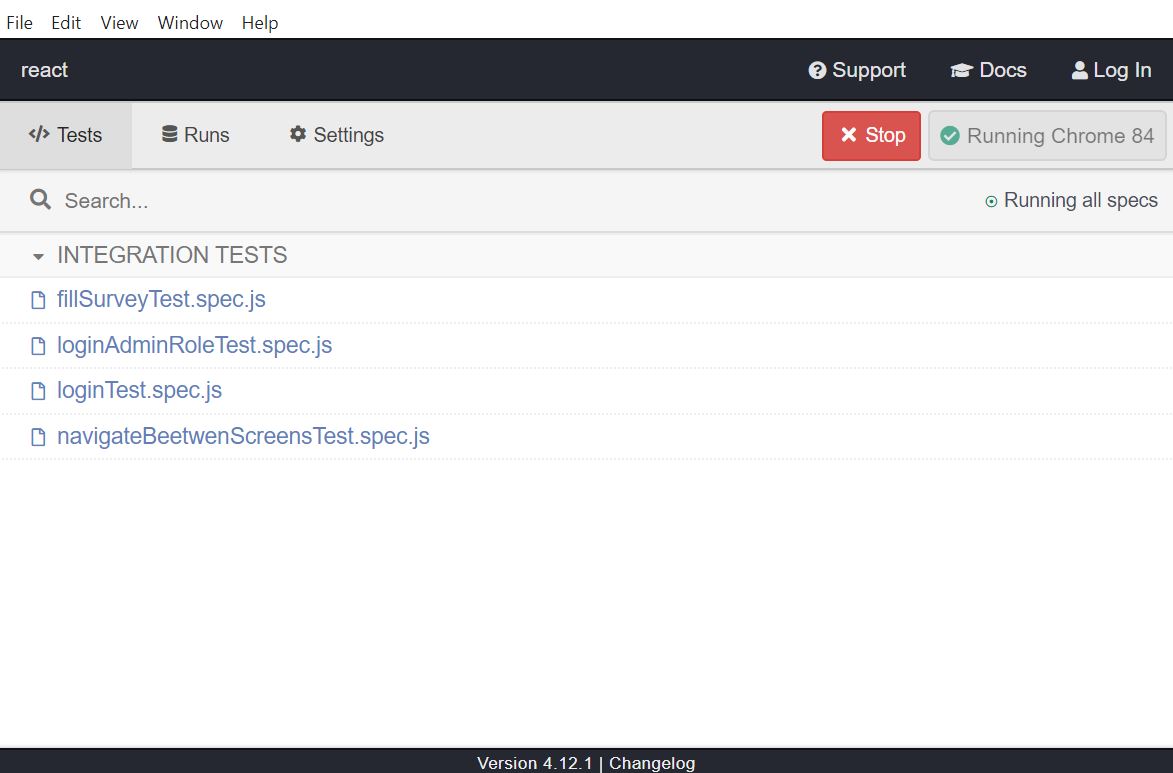 File Edit View Window Help
react Support Docs Log In
Tests Runs Settings Stop Running Chrome 84
Search... Running all specs
INTEGRATION TESTS
fillSurveyTest.spec.js
loginAdminRoleTest.spec.js
loginTest.spec.js
navigateBeetwenScreensTest.spec.js
Version 4.12.1 | Changelog